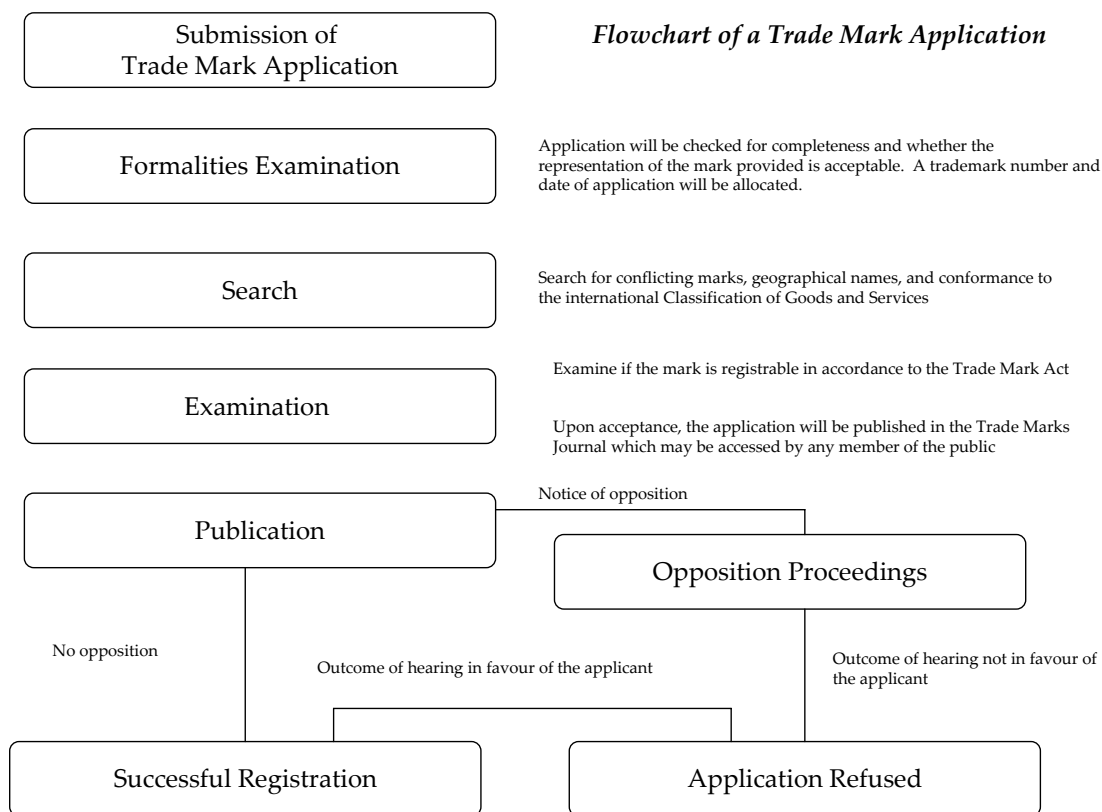 Submission of
Trade Mark Application
Flowchart of a Trade Mark Application
Formalities Examination
Application will be checked for completeness and whether the
representation of the mark provided is acceptable. A trademark number and
date of application will be allocated.
Search
Search for conflicting marks, geographical names, and conformance to
the international Classification of Goods and Services
Examination
Examine if the mark is registrable in accordance to the Trade Mark Act
Upon acceptance, the application will be published in the Trade Marks
Journal which may be accessed by any member of the public
Publication
Notice of opposition
Opposition Proceedings
No opposition
Outcome of hearing in favour of the applicant
Outcome of hearing not in favour of
the applicant
Successful Registration
Application Refused